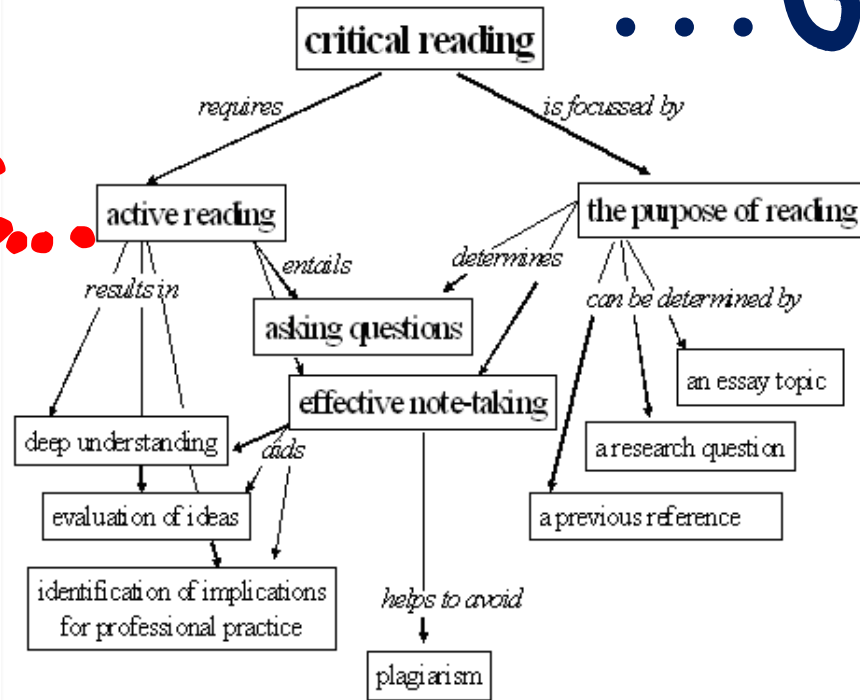 critical reading
requires
is focussed by
active reading
the purpose of reading
entails
determines
results in
can be determined by
asking questions
an essay topic
effective note-taking
deep understanding
aids
a research question
evaluation of ideas
a previous reference
identification of implications
for professional practice
helps to avoid
plagiarism